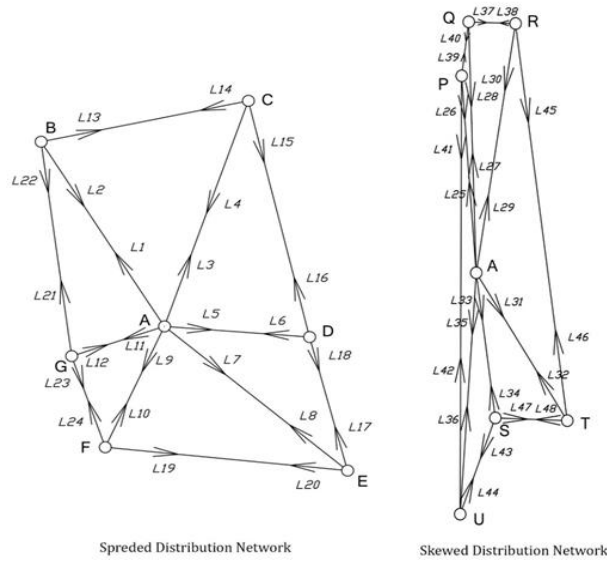 L37 L38
Q R
L40
L39
P
L30
L26 L28
L45
L41
L14 C
L13
B
L15
L22
L2
L27
L4
L25 L29
L1
L3
A
L21
L16
L33 L31
A L5 L6 D
L35
L11
L12 L9 L7 L18
G
L23
L42
L32 L46
L10
L24
L8
L34
L36
L17
L47 L48
F
S T
L19
L20
E
L43
L44
U
Spreded Distribution Network
Skewed Distribution Network